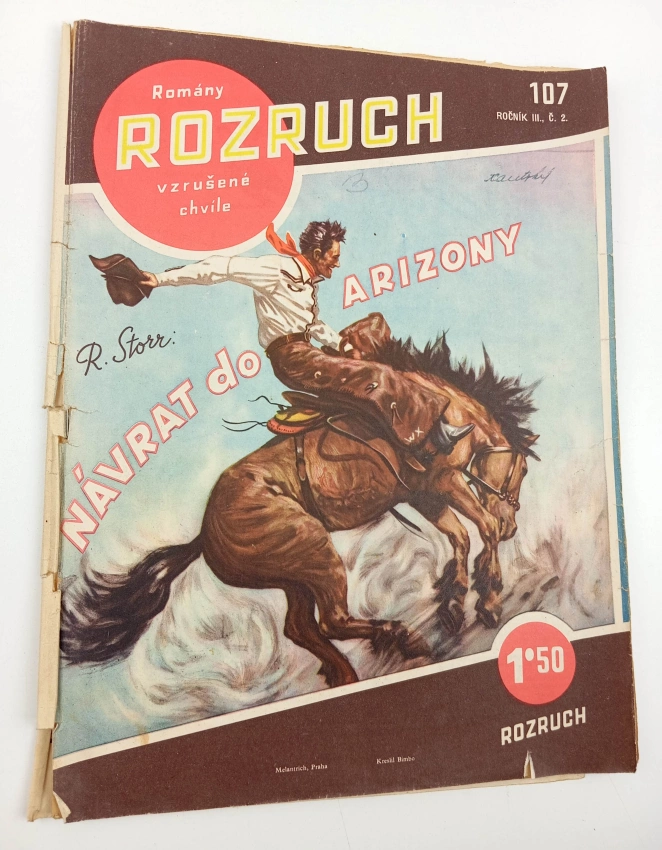 Romány
ROZRUCH
vzrušené
chvíle
107
ROČNÍK III., Č. 2.
R. Storr:
NÁVRAT do ARIZONY
WX
1·50
ROZRUCH
Melantrich, Praha
Kreslil Bimbo